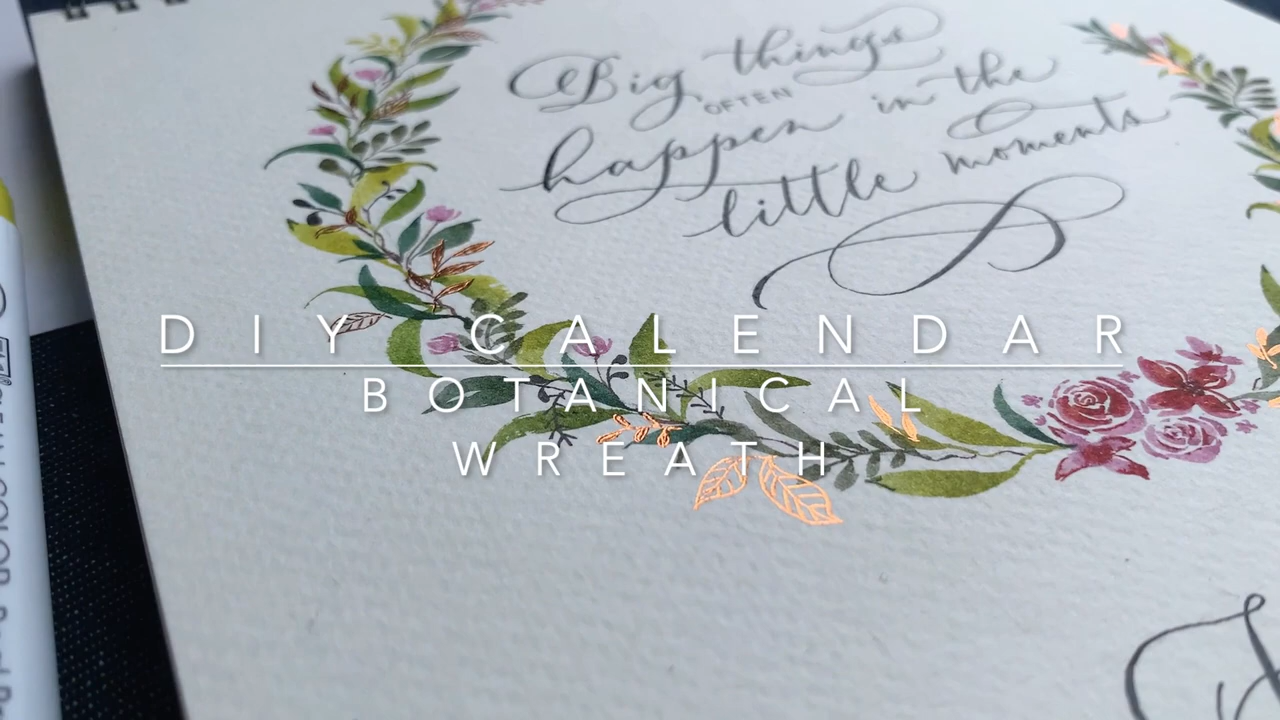 Big things
OFTEN
happen in the
little moments
DIY CALENDAR
BOTANICAL
WREATH